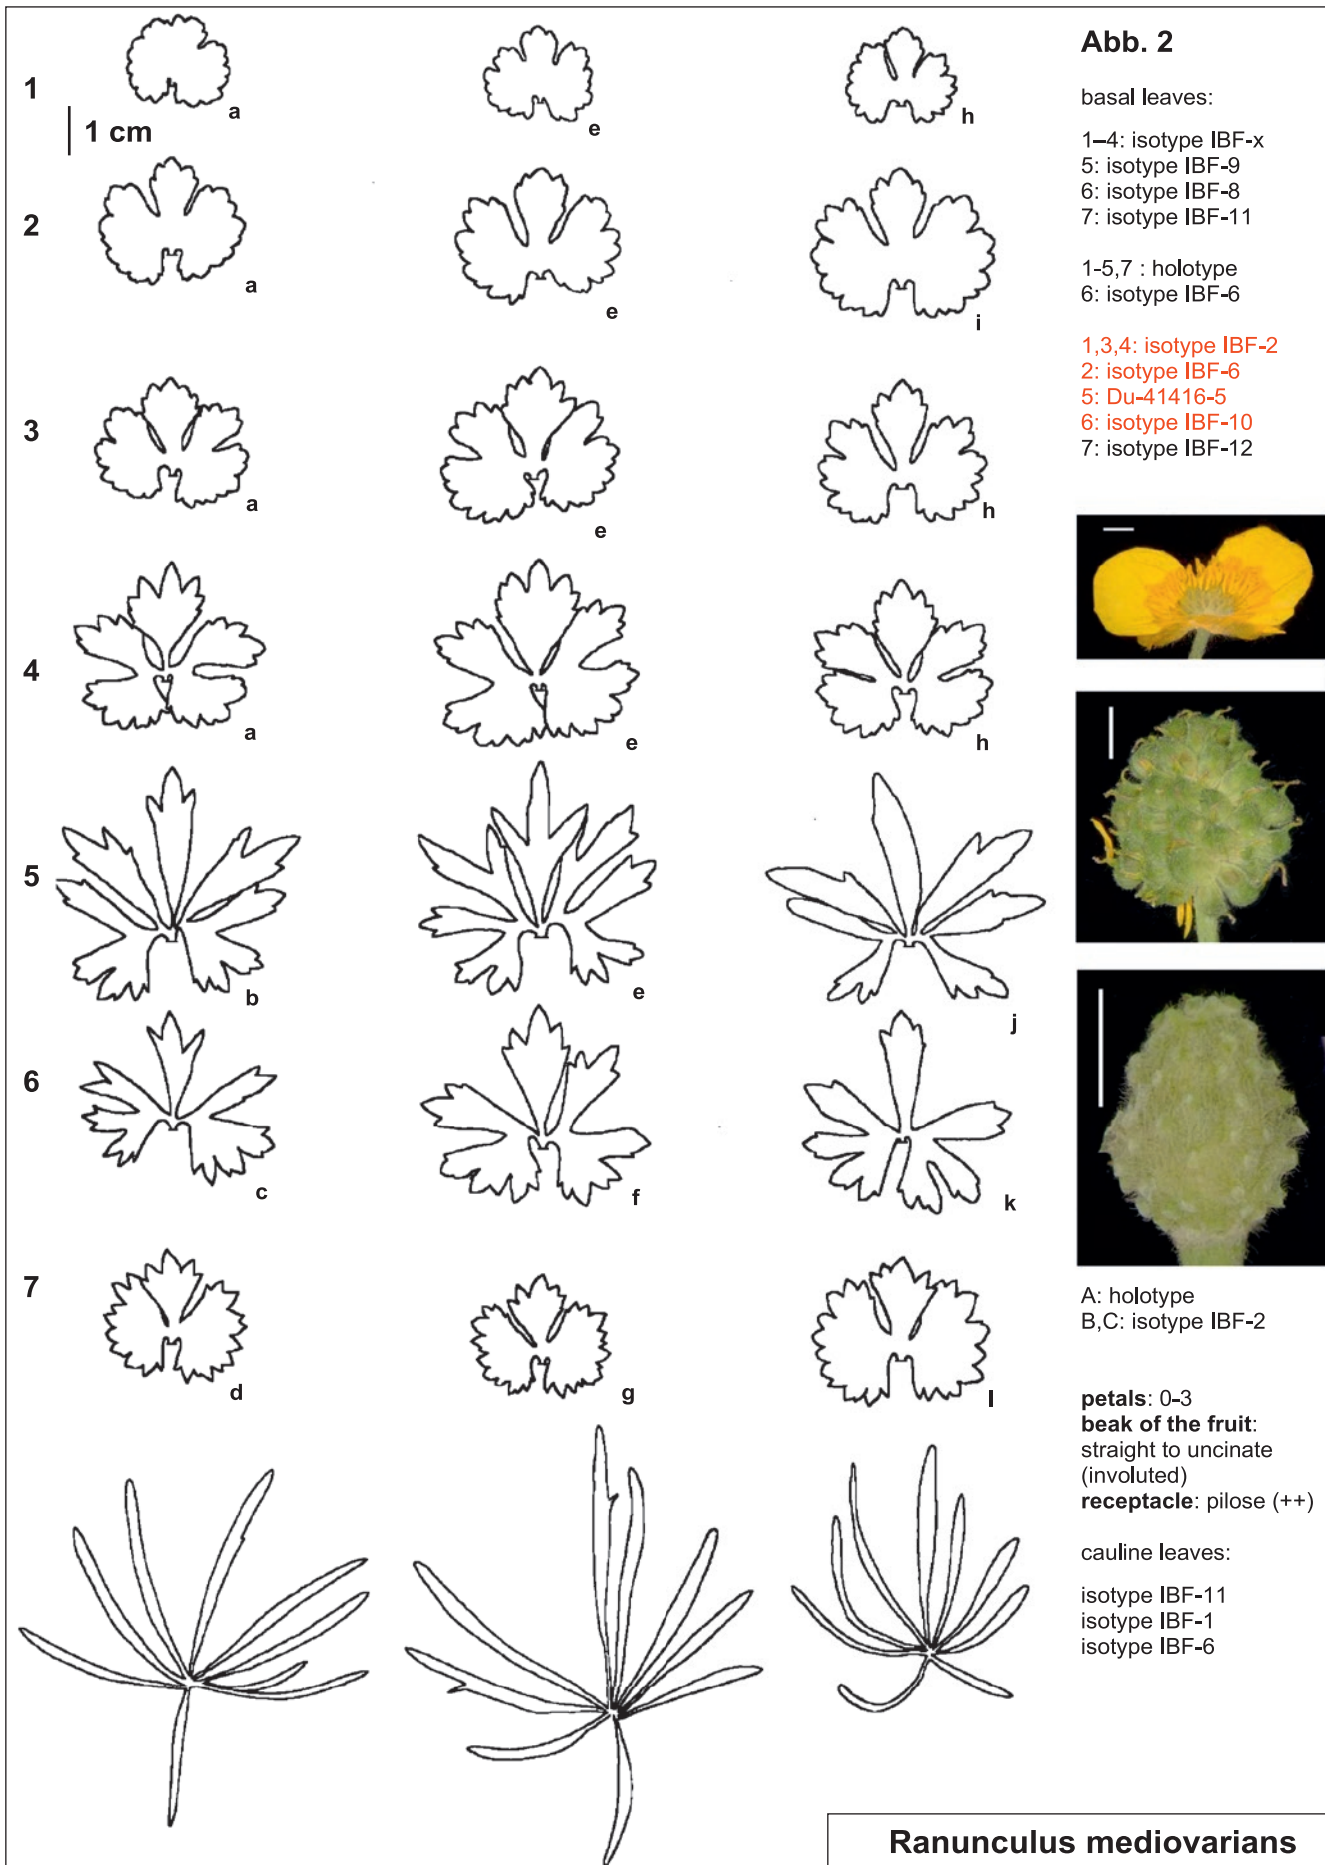 1
1 cm
a
e
h
2
a
e
i
3
a
e
h
4
a
e
h
5
b
e
j
6
c
f
k
7
d
g
l
Abb. 2
basal leaves:
1–4: isotype IBF-x
5: isotype IBF-9
6: isotype IBF-8
7: isotype IBF-11
1-5,7 : holotype
6: isotype IBF-6
1,3,4: isotype IBF-2
2: isotype IBF-6
5: Du-41416-5
6: isotype IBF-10
7: isotype IBF-12
A: holotype
B,C: isotype IBF-2
petals: 0-3
beak of the fruit:
straight to uncinate
(involuted)
receptacle: pilose (++)
cauline leaves:
isotype IBF-11
isotype IBF-1
isotype IBF-6
Ranunculus mediovarians